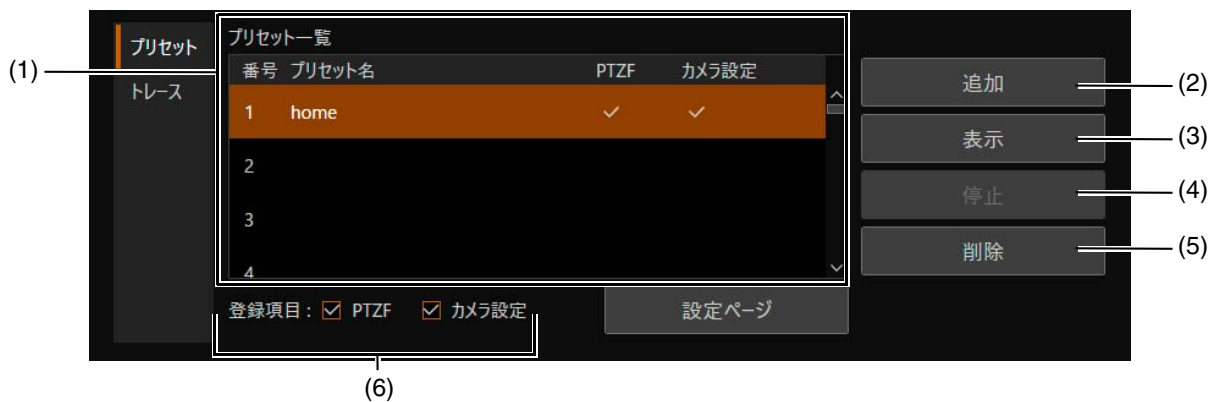 プリセット
トレース
プリセット一覧
番号 プリセット名 PTZF カメラ設定
1 home
2
3
4
登録項目 : PTZF カメラ設定
設定ページ
追加
表示
停止
削除
(1)
(2)
(3)
(4)
(5)
(6)